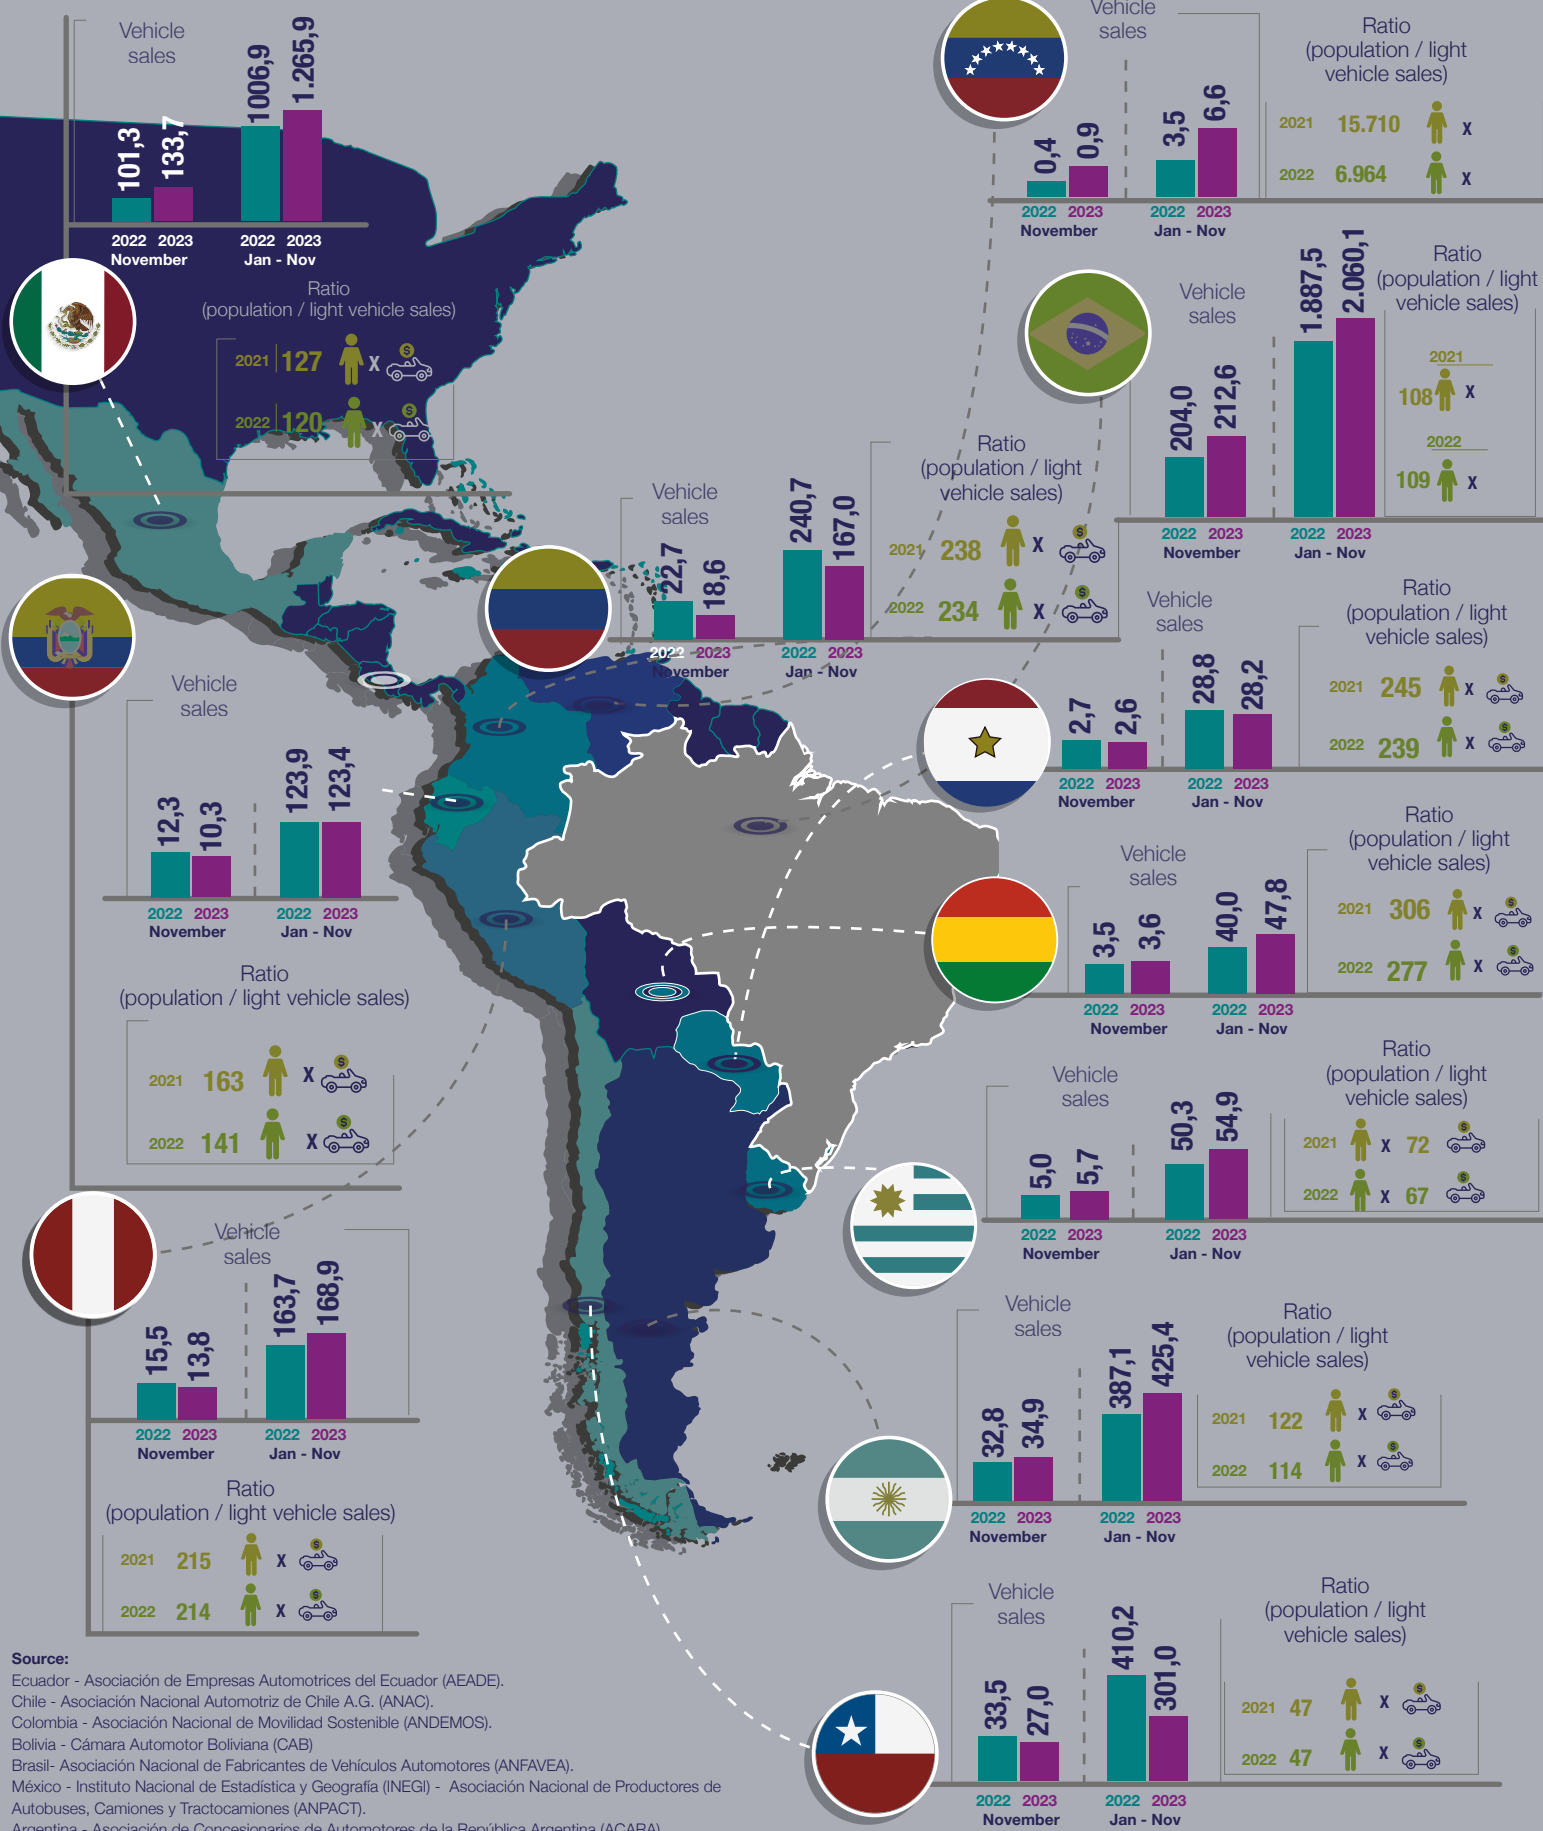 Vehicle
sales
101,3
133,7
1006,9
1.265,9
2022 2023
November
2022 2023
Jan - Nov
Ratio
(population / light vehicle sales)
2021 127 X $
2022 120 X $
Vehicle
sales
0,4
0,9
3,5
6,6
2022 2023
November
2022 2023
Jan - Nov
Ratio
(population / light
vehicle sales)
2021 15.710 X
2022 6.964 X
Vehicle
sales
204,0
212,6
1.887,5
2.060,1
2022 2023
November
2022 2023
Jan - Nov
Ratio
(population / light
vehicle sales)
2021
108 X
2022
109 X
Vehicle
sales
22,7
18,6
240,7
167,0
2022 2023
November
2022 2023
Jan - Nov
Ratio
(population / light
vehicle sales)
2021 238 X $
2022 234 X $
Vehicle
sales
2,7
2,6
28,8
28,2
2022 2023
November
2022 2023
Jan - Nov
Ratio
(population / light
vehicle sales)
2021 245 X $
2022 239 X $
Vehicle
sales
12,3
10,3
123,9
123,4
2022 2023
November
2022 2023
Jan - Nov
Ratio
(population / light vehicle sales)
2021 163 X $
2022 141 X $
Vehicle
sales
3,5
3,6
40,0
47,8
2022 2023
November
2022 2023
Jan - Nov
Ratio
(population / light
vehicle sales)
2021 306 X $
2022 277 X $
Vehicle
sales
5,0
5,7
50,3
54,9
2022 2023
November
2022 2023
Jan - Nov
Ratio
(population / light
vehicle sales)
2021 X 72 $
2022 X 67 $
Vehicle
sales
15,5
13,8
163,7
168,9
2022 2023
November
2022 2023
Jan - Nov
Ratio
(population / light vehicle sales)
2021 215 X $
2022 214 X $
Vehicle
sales
32,8
34,9
387,1
425,4
2022 2023
November
2022 2023
Jan - Nov
Ratio
(population / light
vehicle sales)
2021 122 X $
2022 114 X $
Vehicle
sales
33,5
27,0
410,2
301,0
2022 2023
November
2022 2023
Jan - Nov
Ratio
(population / light
vehicle sales)
2021 47 X $
2022 47 X $
Source:
Ecuador - Asociación de Empresas Automotrices del Ecuador (AEADE).
Chile - Asociación Nacional Automotriz de Chile A.G. (ANAC).
Colombia - Asociación Nacional de Movilidad Sostenible (ANDEMOS).
Bolivia - Cámara Automotor Boliviana (CAB)
Brasil- Asociación Nacional de Fabricantes de Vehículos Automotores (ANFAVEA).
México - Instituto Nacional de Estadística y Geografía (INEGI) - Asociación Nacional de Productores de
Autobuses, Camiones y Tractocamiones (ANPACT).
Argentina - Asociación de Concesionarios de Automotores de la República Argentina (ACARA)